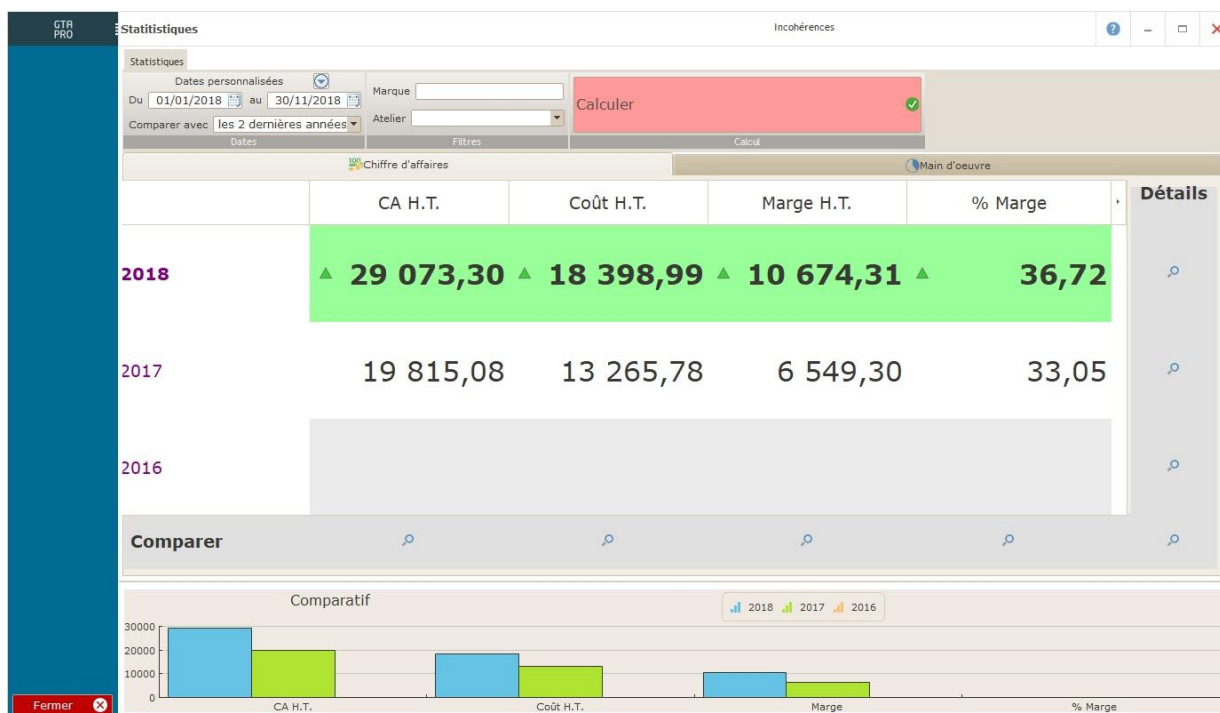 GTA
PRO
Statitistiques
Incohérences
Statistiques
Dates personnalisées
Du 01/01/2018 au 30/11/2018
Comparer avec les 2 dernières années
Dates
Marque
Atelier
Filtres
Calculer
Calcul
Chiffre d'affaires
Main d'oeuvre
CA H.T. Coût H.T. Marge H.T. % Marge
Détails
2018 29 073,30 18 398,99 10 674,31 36,72
2017 19 815,08 13 265,78 6 549,30 33,05
2016
Comparer
Comparatif
2018 2017 2016
30000
20000
10000
0
CA H.T. Coût H.T. Marge % Marge
Fermer